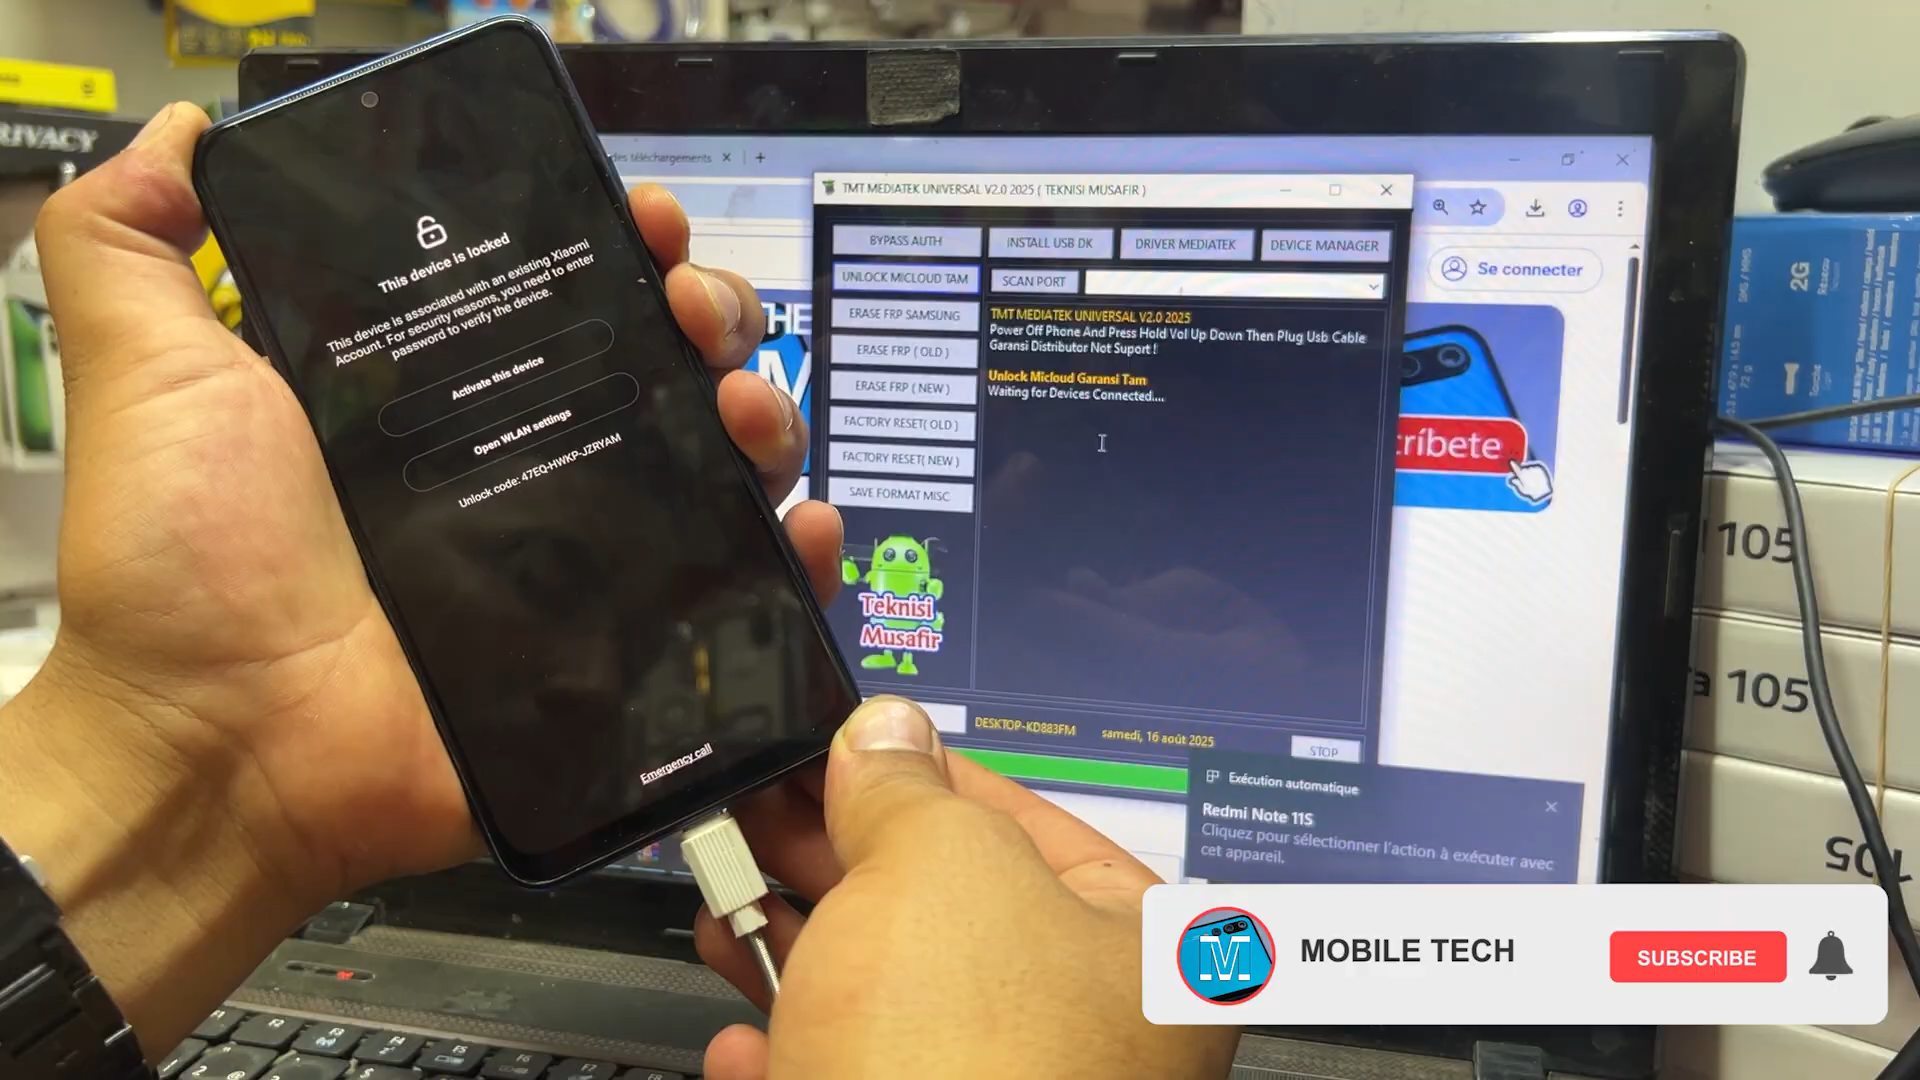 RIVACY
This device is locked
This device is associated with an existing Xiaomi
Account. For security reasons, you need to enter
password to verify the device.
Activate this device
Open WLAN settings
Unlock code: 47EQ-HWKP-JZRYAM
Emergency call
des téléchargements
TMT MEDIATEK UNIVERSAL V2.0 2025 ( TEKNISI MUSAFIR )
BYPASS AUTH
INSTALL USB DK
DRIVER MEDIATEK
DEVICE MANAGER
UNLOCK MICLOUD TAM
SCAN PORT
ERASE FRP SAMSUNG
ERASE FRP ( OLD )
ERASE FRP ( NEW )
FACTORY RESET( OLD )
FACTORY RESET( NEW )
SAVE FORMAT MISC
TMT MEDIATEK UNIVERSAL V2.0 2025
Power Off Phone And Press Hold Vol Up Down Then Plug Usb Cable
Garansi Distributor Not Suport !
Unlock Micloud Garansi Tam
Waiting for Devices Connected....
Teknisi
Musafir
DESKTOP-KD883FM
samedi, 16 août 2025
STOP
Se connecter
HE
M
críbete
Exécution automatique
Redmi Note 11S
Cliquez pour sélectionner l'action à exécuter avec
cet appareil.
2G
Réseau
105
a 105
105
M
MOBILE TECH
SUBSCRIBE